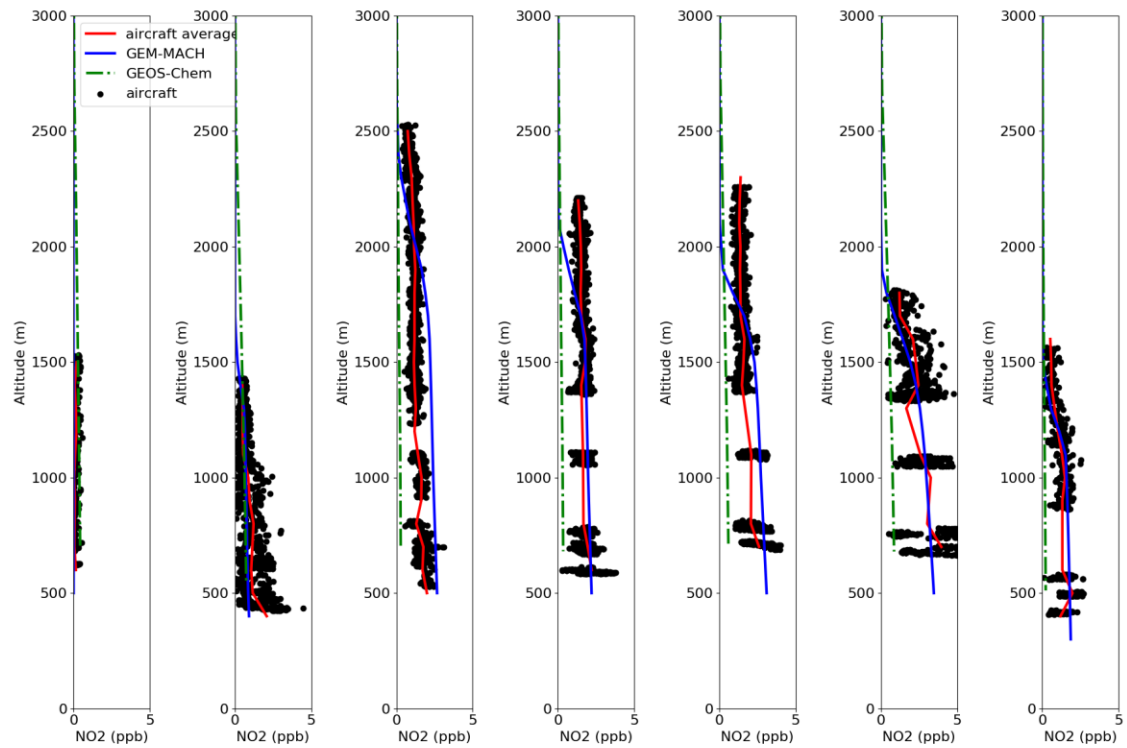 aircraft average
GEM-MACH
GEOS-Chem
aircraft
3000 3000 3000 3000 3000 3000 3000
2500 2500 2500 2500 2500 2500 2500
2000 2000 2000 2000 2000 2000 2000
Altitude (m) Altitude (m) Altitude (m) Altitude (m) Altitude (m) Altitude (m) Altitude (m)
1500 1500 1500 1500 1500 1500 1500
1000 1000 1000 1000 1000 1000 1000
500 500 500 500 500 500 500
0 0 0 0 0 0 0
0 5 0 5 0 5 0 5 0 5 0 5 0 5
NO2 (ppb) NO2 (ppb) NO2 (ppb) NO2 (ppb) NO2 (ppb) NO2 (ppb) NO2 (ppb)